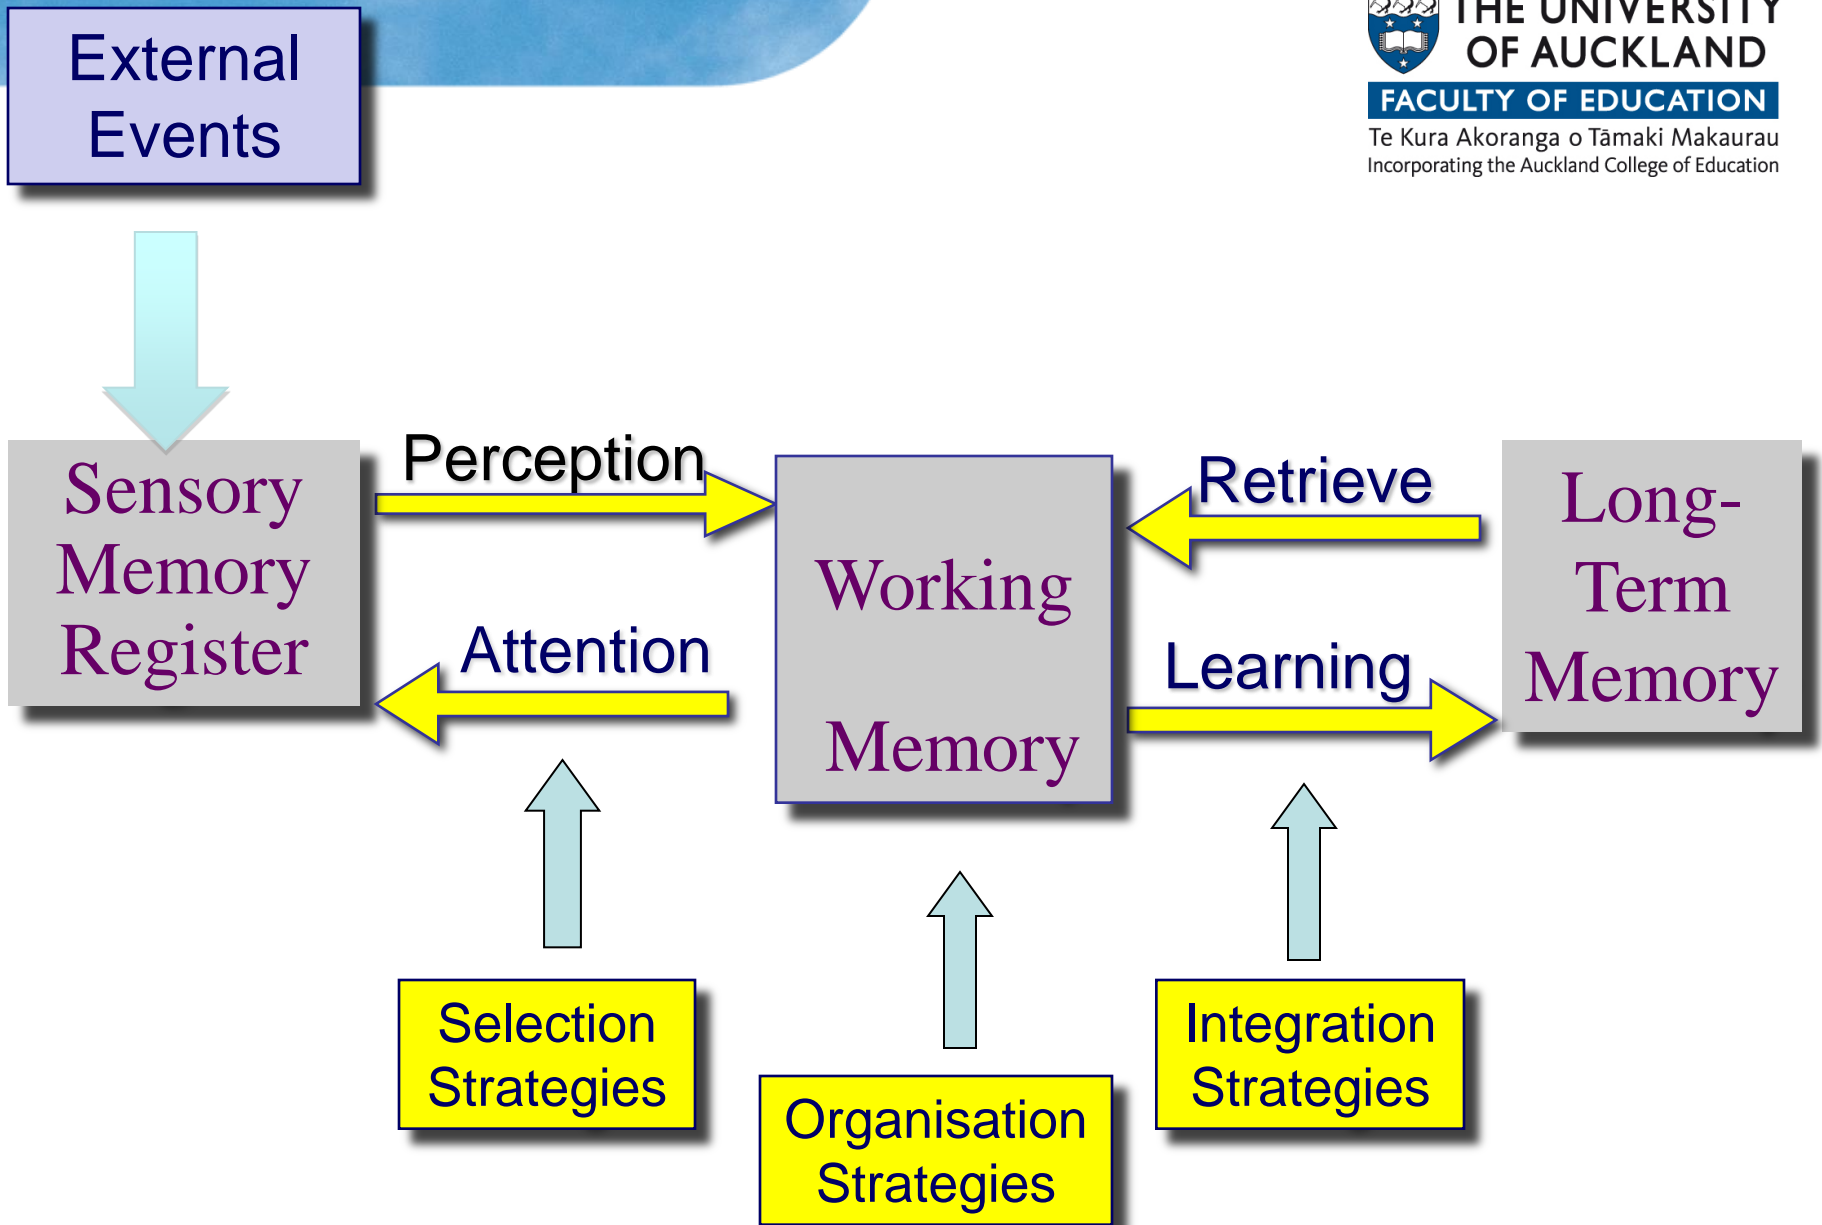 External
Events
THE UNIVERSITY
OF AUCKLAND
FACULTY OF EDUCATION
Te Kura Akoranga o Tāmaki Makaurau
Incorporating the Auckland College of Education
Sensory
Memory
Register
Perception
Attention
Working
Memory
Retrieve
Learning
Long-
Term
Memory
Selection
Strategies
Organisation
Strategies
Integration
Strategies